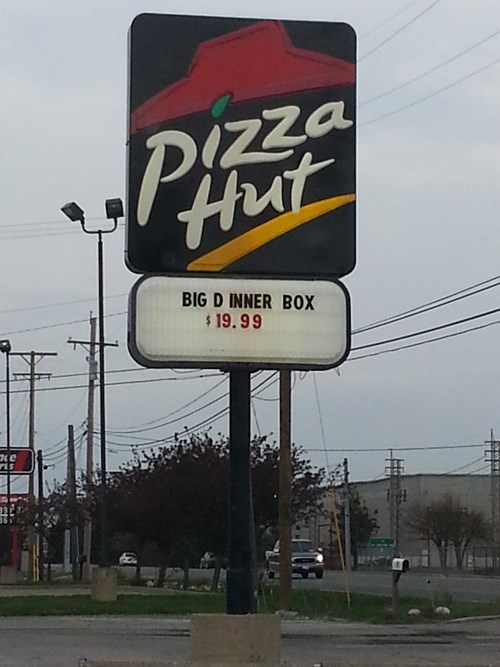 Pizza
Hut
BIG D INNER BOX
$19.99